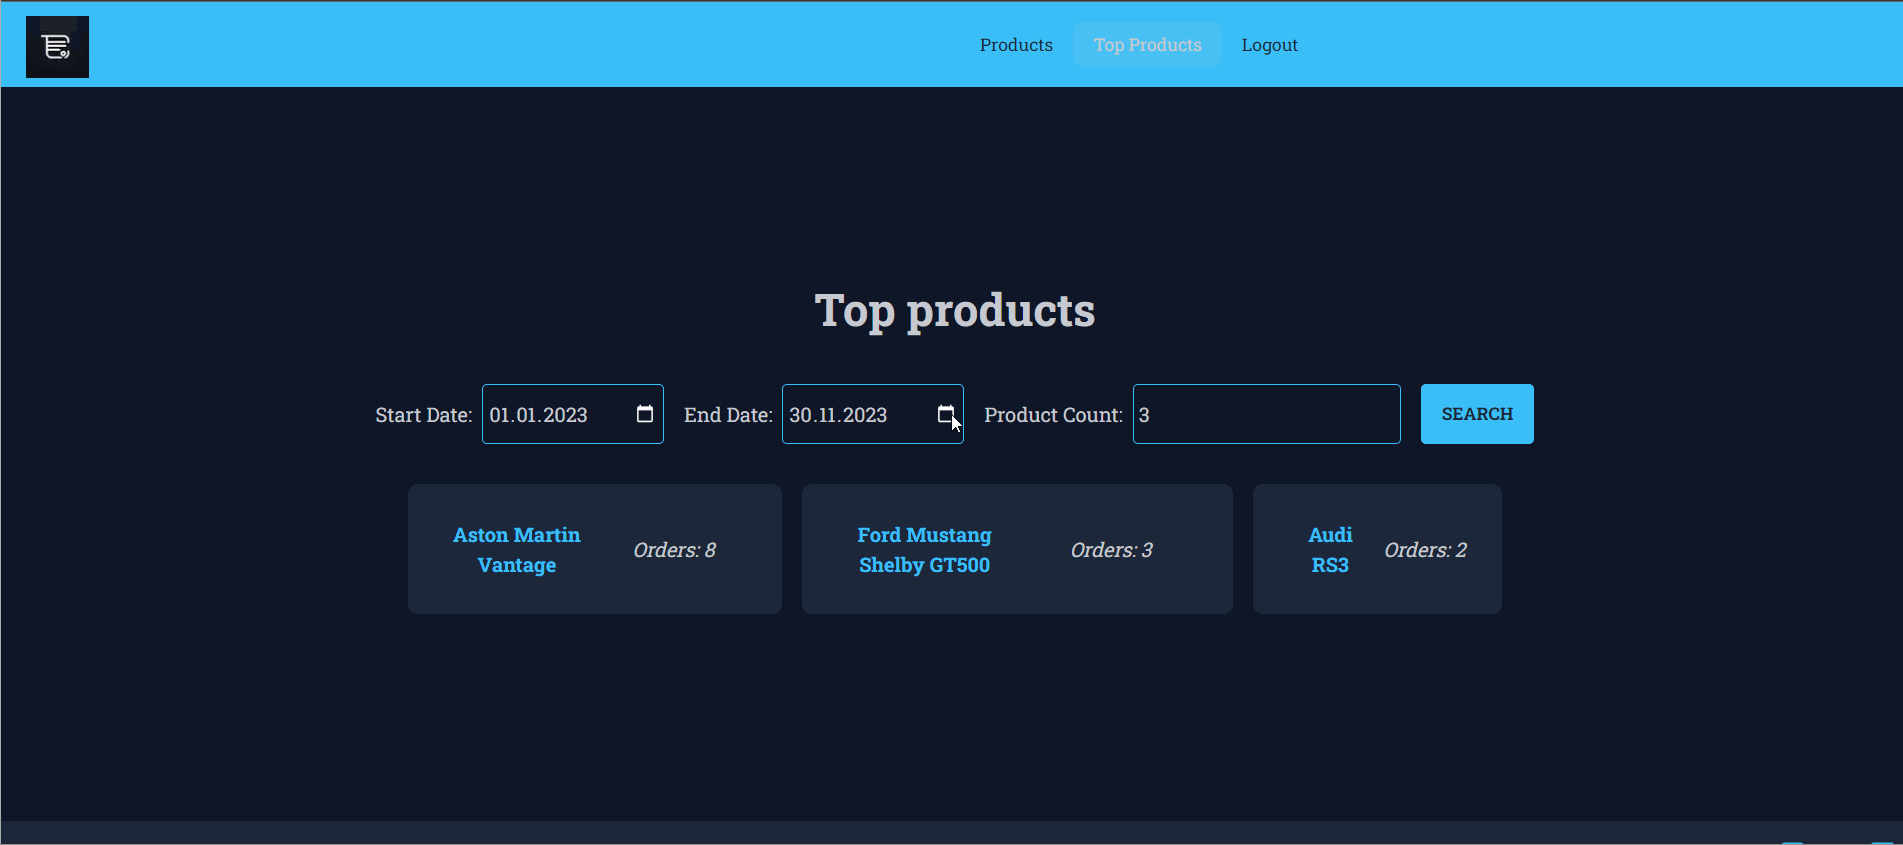 Products Top Products Logout
Top products
Start Date: 01.01.2023 End Date: 30.11.2023 Product Count: 3 SEARCH
Aston Martin
Vantage
Orders: 8
Ford Mustang
Shelby GT500
Orders: 3
Audi
RS3
Orders: 2